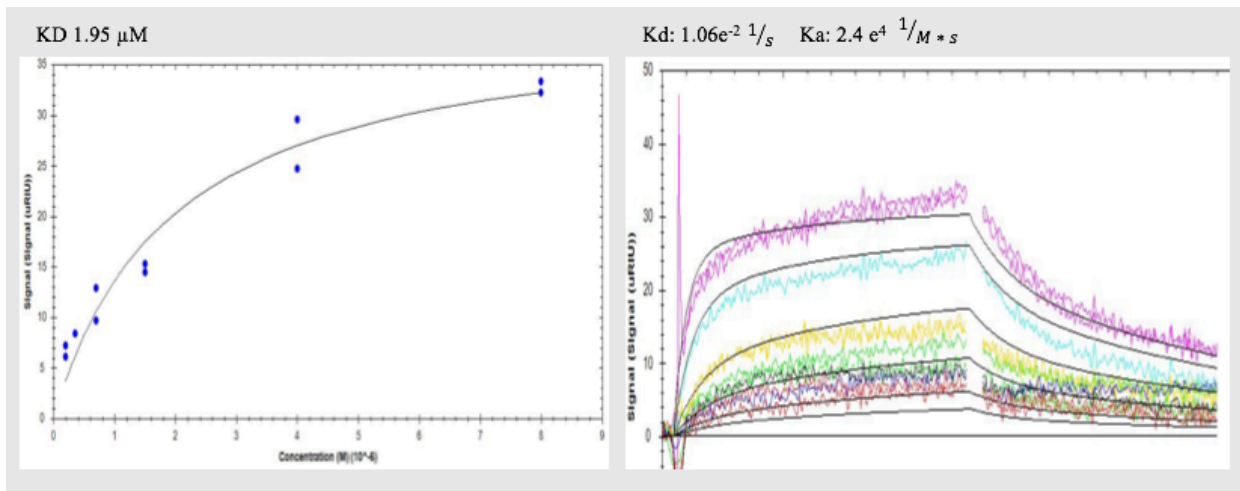 KD 1.95 µM
Kd: 1.06e⁻² ¹/s Ka: 2.4 e⁴ ¹/M * s
35
30
25
20
15
10
5
0
Signal (Signal (uRIU))
0 1 2 3 4 5 6 7 8 9
Concentration (M) (10^-6)
50
40
30
20
10
0
Signal (Signal (uRIU))